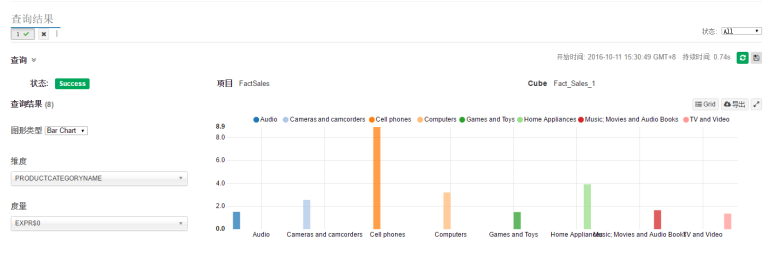 查询结果
1
状态: All
查询
开始时间: 2016-10-11 15:30:49 GMT+8 持续时间: 0.74s
状态: Success
项目 FactSales
Cube Fact_Sales_1
查询结果 (8)
Grid 导出
图形类型 Bar Chart
Audio Cameras and camcorders Cell phones Computers Games and Toys Home Appliances Music, Movies and Audio Books TV and Video
8.9
8.0
6.0
4.0
2.0
0.0
维度
PRODUCTCATEGORYNAME
度量
EXPR$0
Audio Cameras and camcorders Cell phones Computers Games and Toys Home Appliances Music, Movies and Audio Books TV and Video